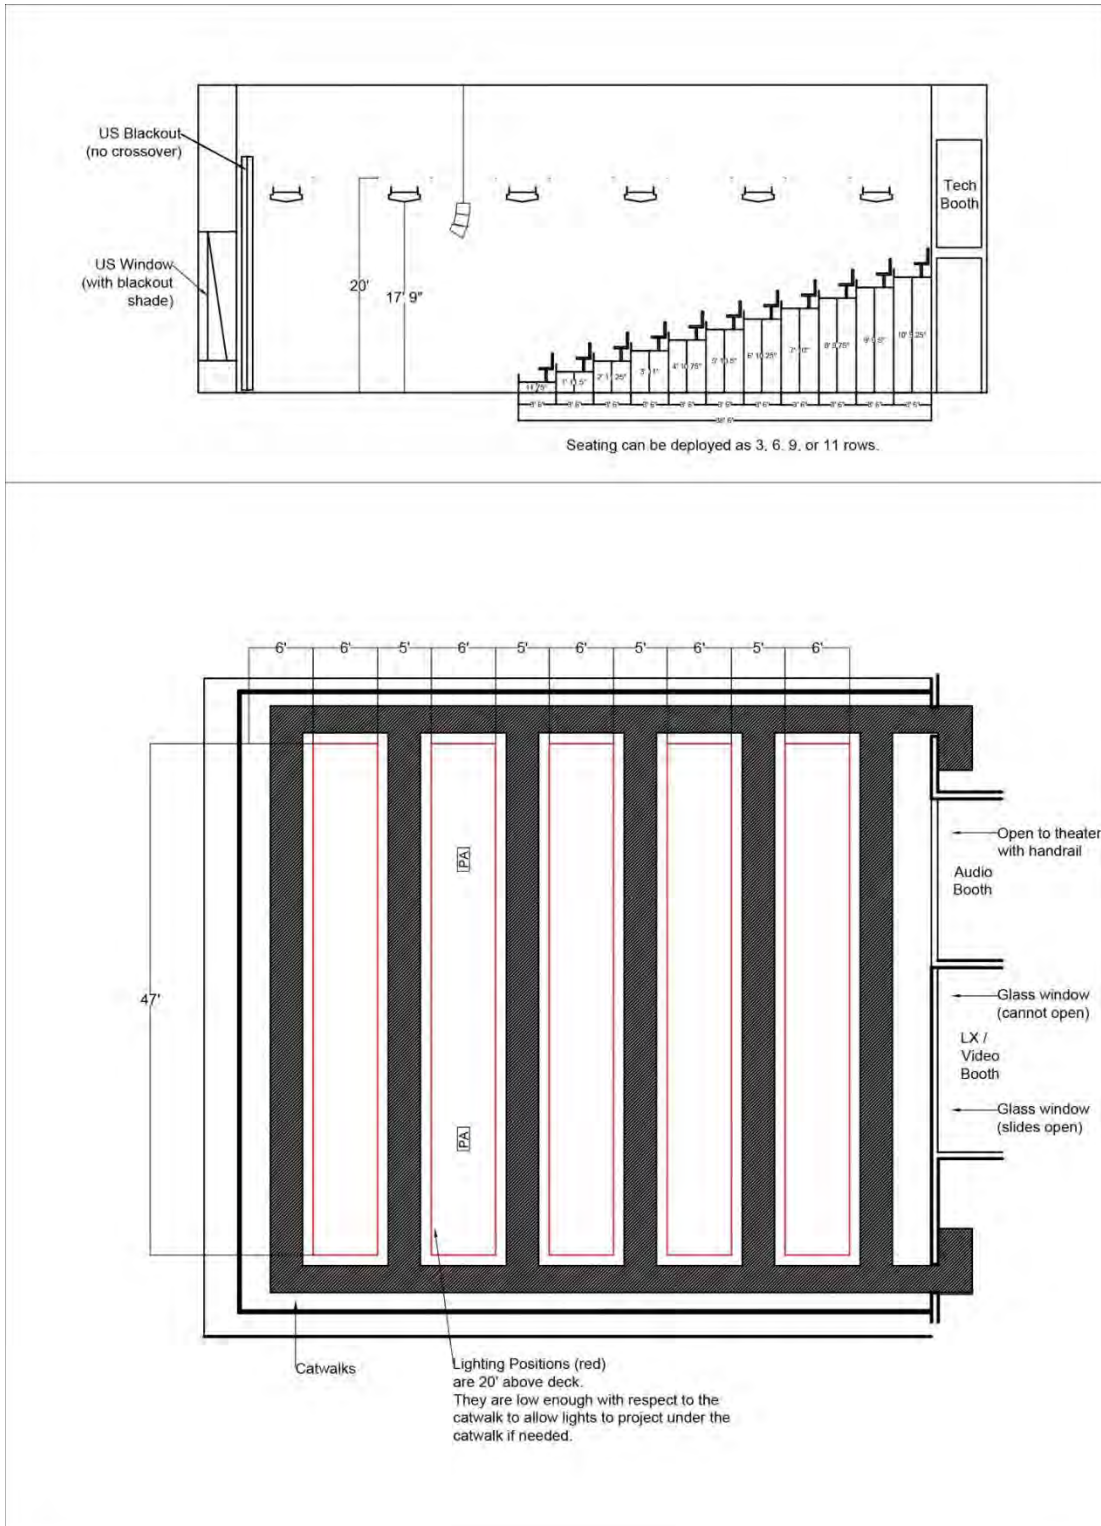 US Blackout
(no crossover)
Tech
Booth
US Window
(with blackout
shade)
20'
17' 9"
Seating can be deployed as 3, 6. 9, or 11 rows.
6' 6' 5' 6' 5' 6' 5' 6' 5' 6'
47'
PA
PA
Open to theater
with handrail
Audio
Booth
Glass window
(cannot open)
LX /
Video
Booth
Glass window
(slides open)
Catwalks
Lighting Positions (red)
are 20' above deck.
They are low enough with respect to the
catwalk to allow lights to project under the
catwalk if needed.